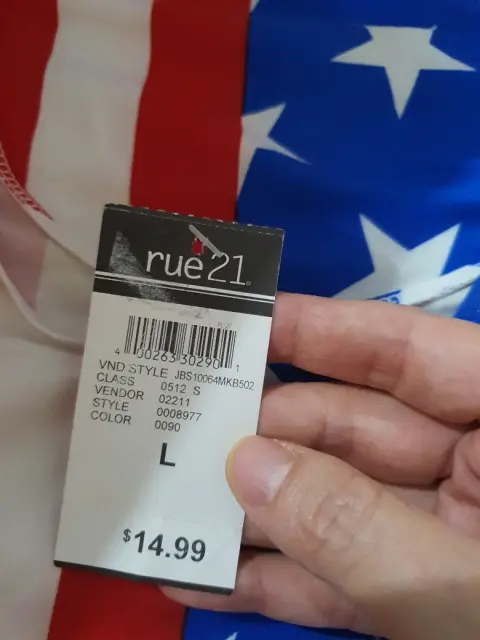 rue21
4 00263 30290 1
VND STYLE JBS10064MKB502
CLASS 0512 S
VENDOR 02211
STYLE 0008977
COLOR 0090
L
$14.99